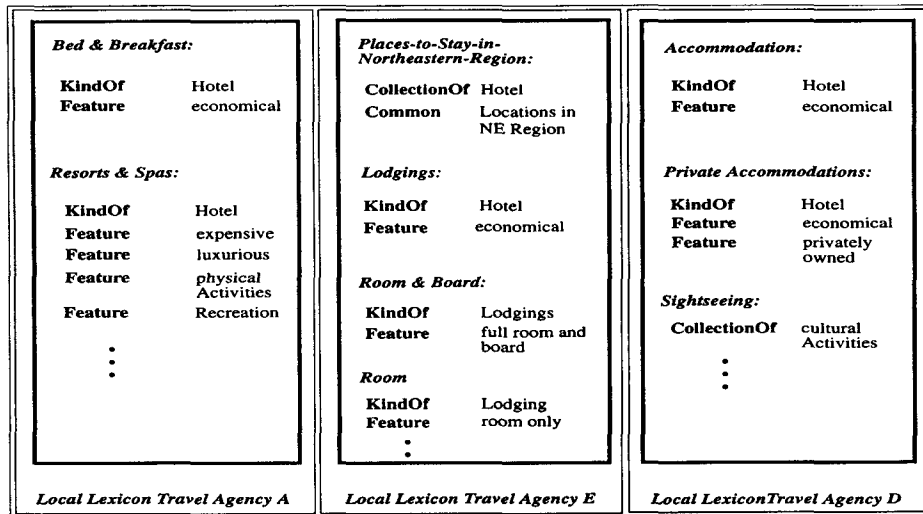 Bed & Breakfast:
KindOf Hotel
Feature economical
Resorts & Spas:
KindOf Hotel
Feature expensive
Feature luxurious
Feature physical
Activities
Feature Recreation
Local Lexicon Travel Agency A
Places-to-Stay-in-
Northeastern-Region:
CollectionOf Hotel
Common Locations in
NE Region
Lodgings:
KindOf Hotel
Feature economical
Room & Board:
KindOf Lodgings
Feature full room and
board
Room
KindOf Lodging
Feature room only
Local Lexicon Travel Agency E
Accommodation:
KindOf Hotel
Feature economical
Private Accommodations:
KindOf Hotel
Feature economical
Feature privately
owned
Sightseeing:
CollectionOf cultural
Activities
Local LexiconTravel Agency D